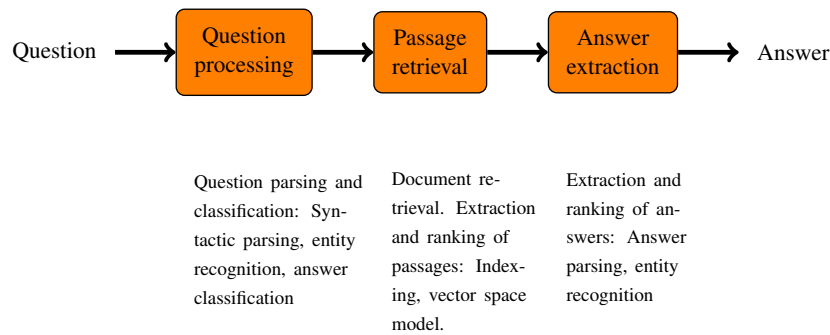 Question
Question
processing
Passage
retrieval
Answer
extraction
Answer
Question parsing and
classification: Syn-
tactic parsing, entity
recognition, answer
classification
Document re-
trieval. Extraction
and ranking of
passages: Index-
ing, vector space
model.
Extraction and
ranking of an-
swers: Answer
parsing, entity
recognition